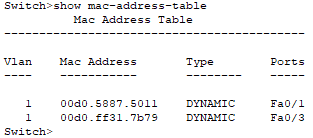 Switch>show mac-address-table
Mac Address Table
-------------------------------------------
Vlan Mac Address Type Ports
---- ----------- -------- -----
1 00d0.5887.5011 DYNAMIC Fa0/1
1 00d0.ff31.7b79 DYNAMIC Fa0/3
Switch>